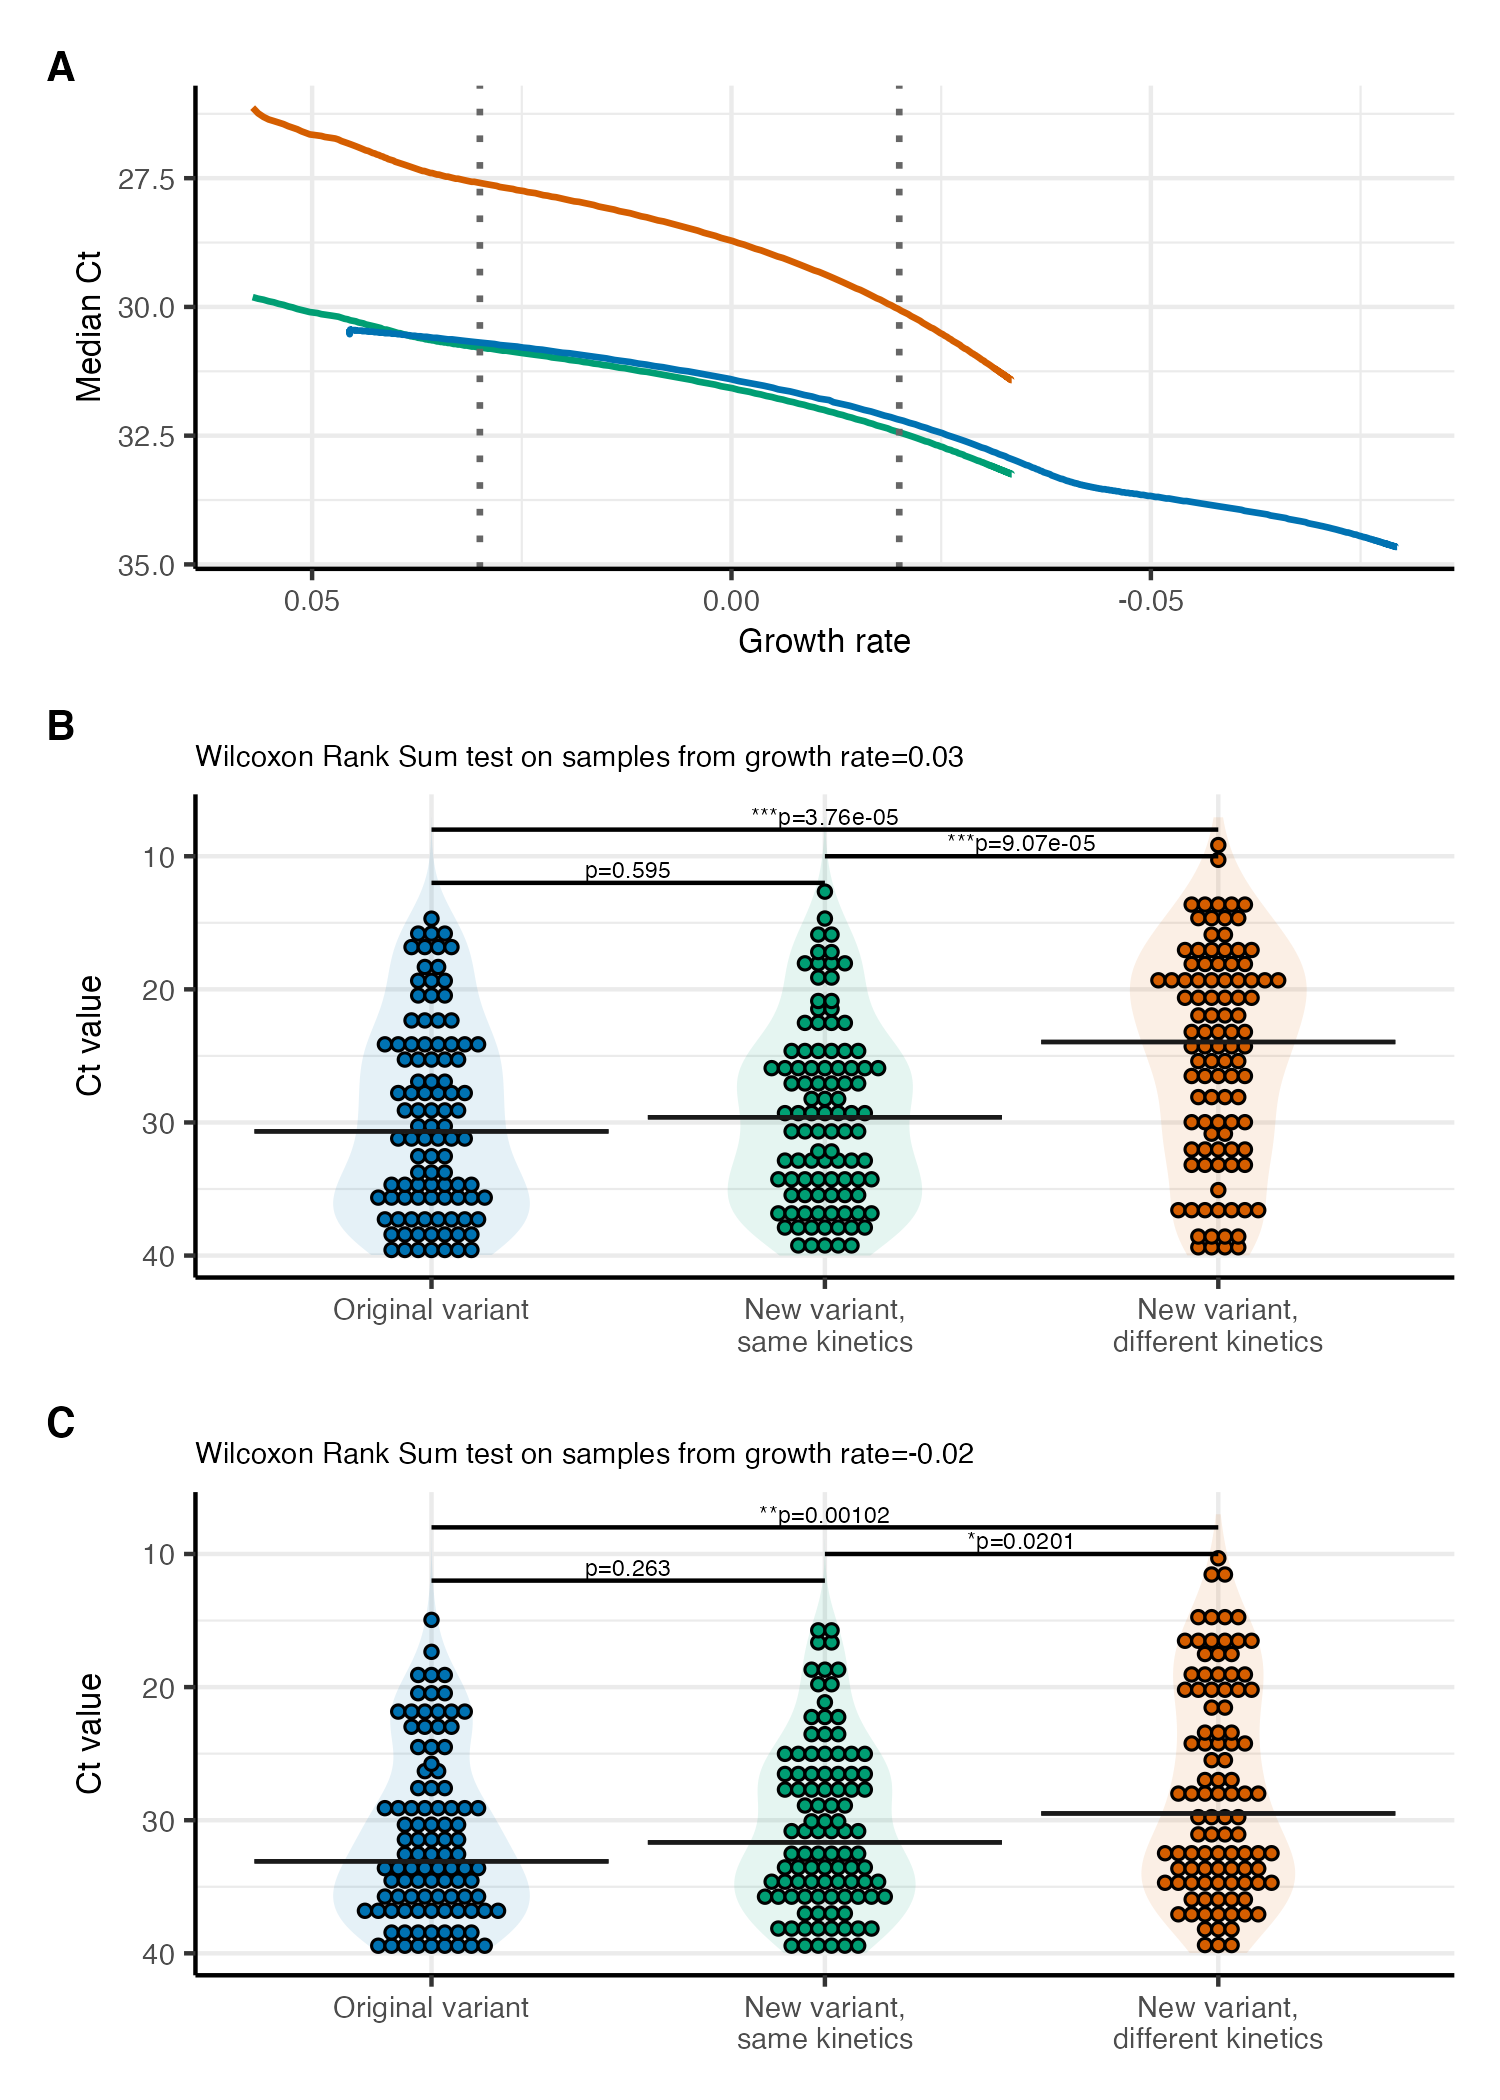 A
27.5
30.0
32.5
35.0
Median Ct
0.05
0.00
-0.05
Growth rate
B
Wilcoxon Rank Sum test on samples from growth rate=0.03
***p=3.76e-05
***p=9.07e-05
p=0.595
10
20
30
40
Ct value
Original variant
New variant,
same kinetics
New variant,
different kinetics
C
Wilcoxon Rank Sum test on samples from growth rate=-0.02
**p=0.00102
*p=0.0201
p=0.263
10
20
30
40
Ct value
Original variant
New variant,
same kinetics
New variant,
different kinetics